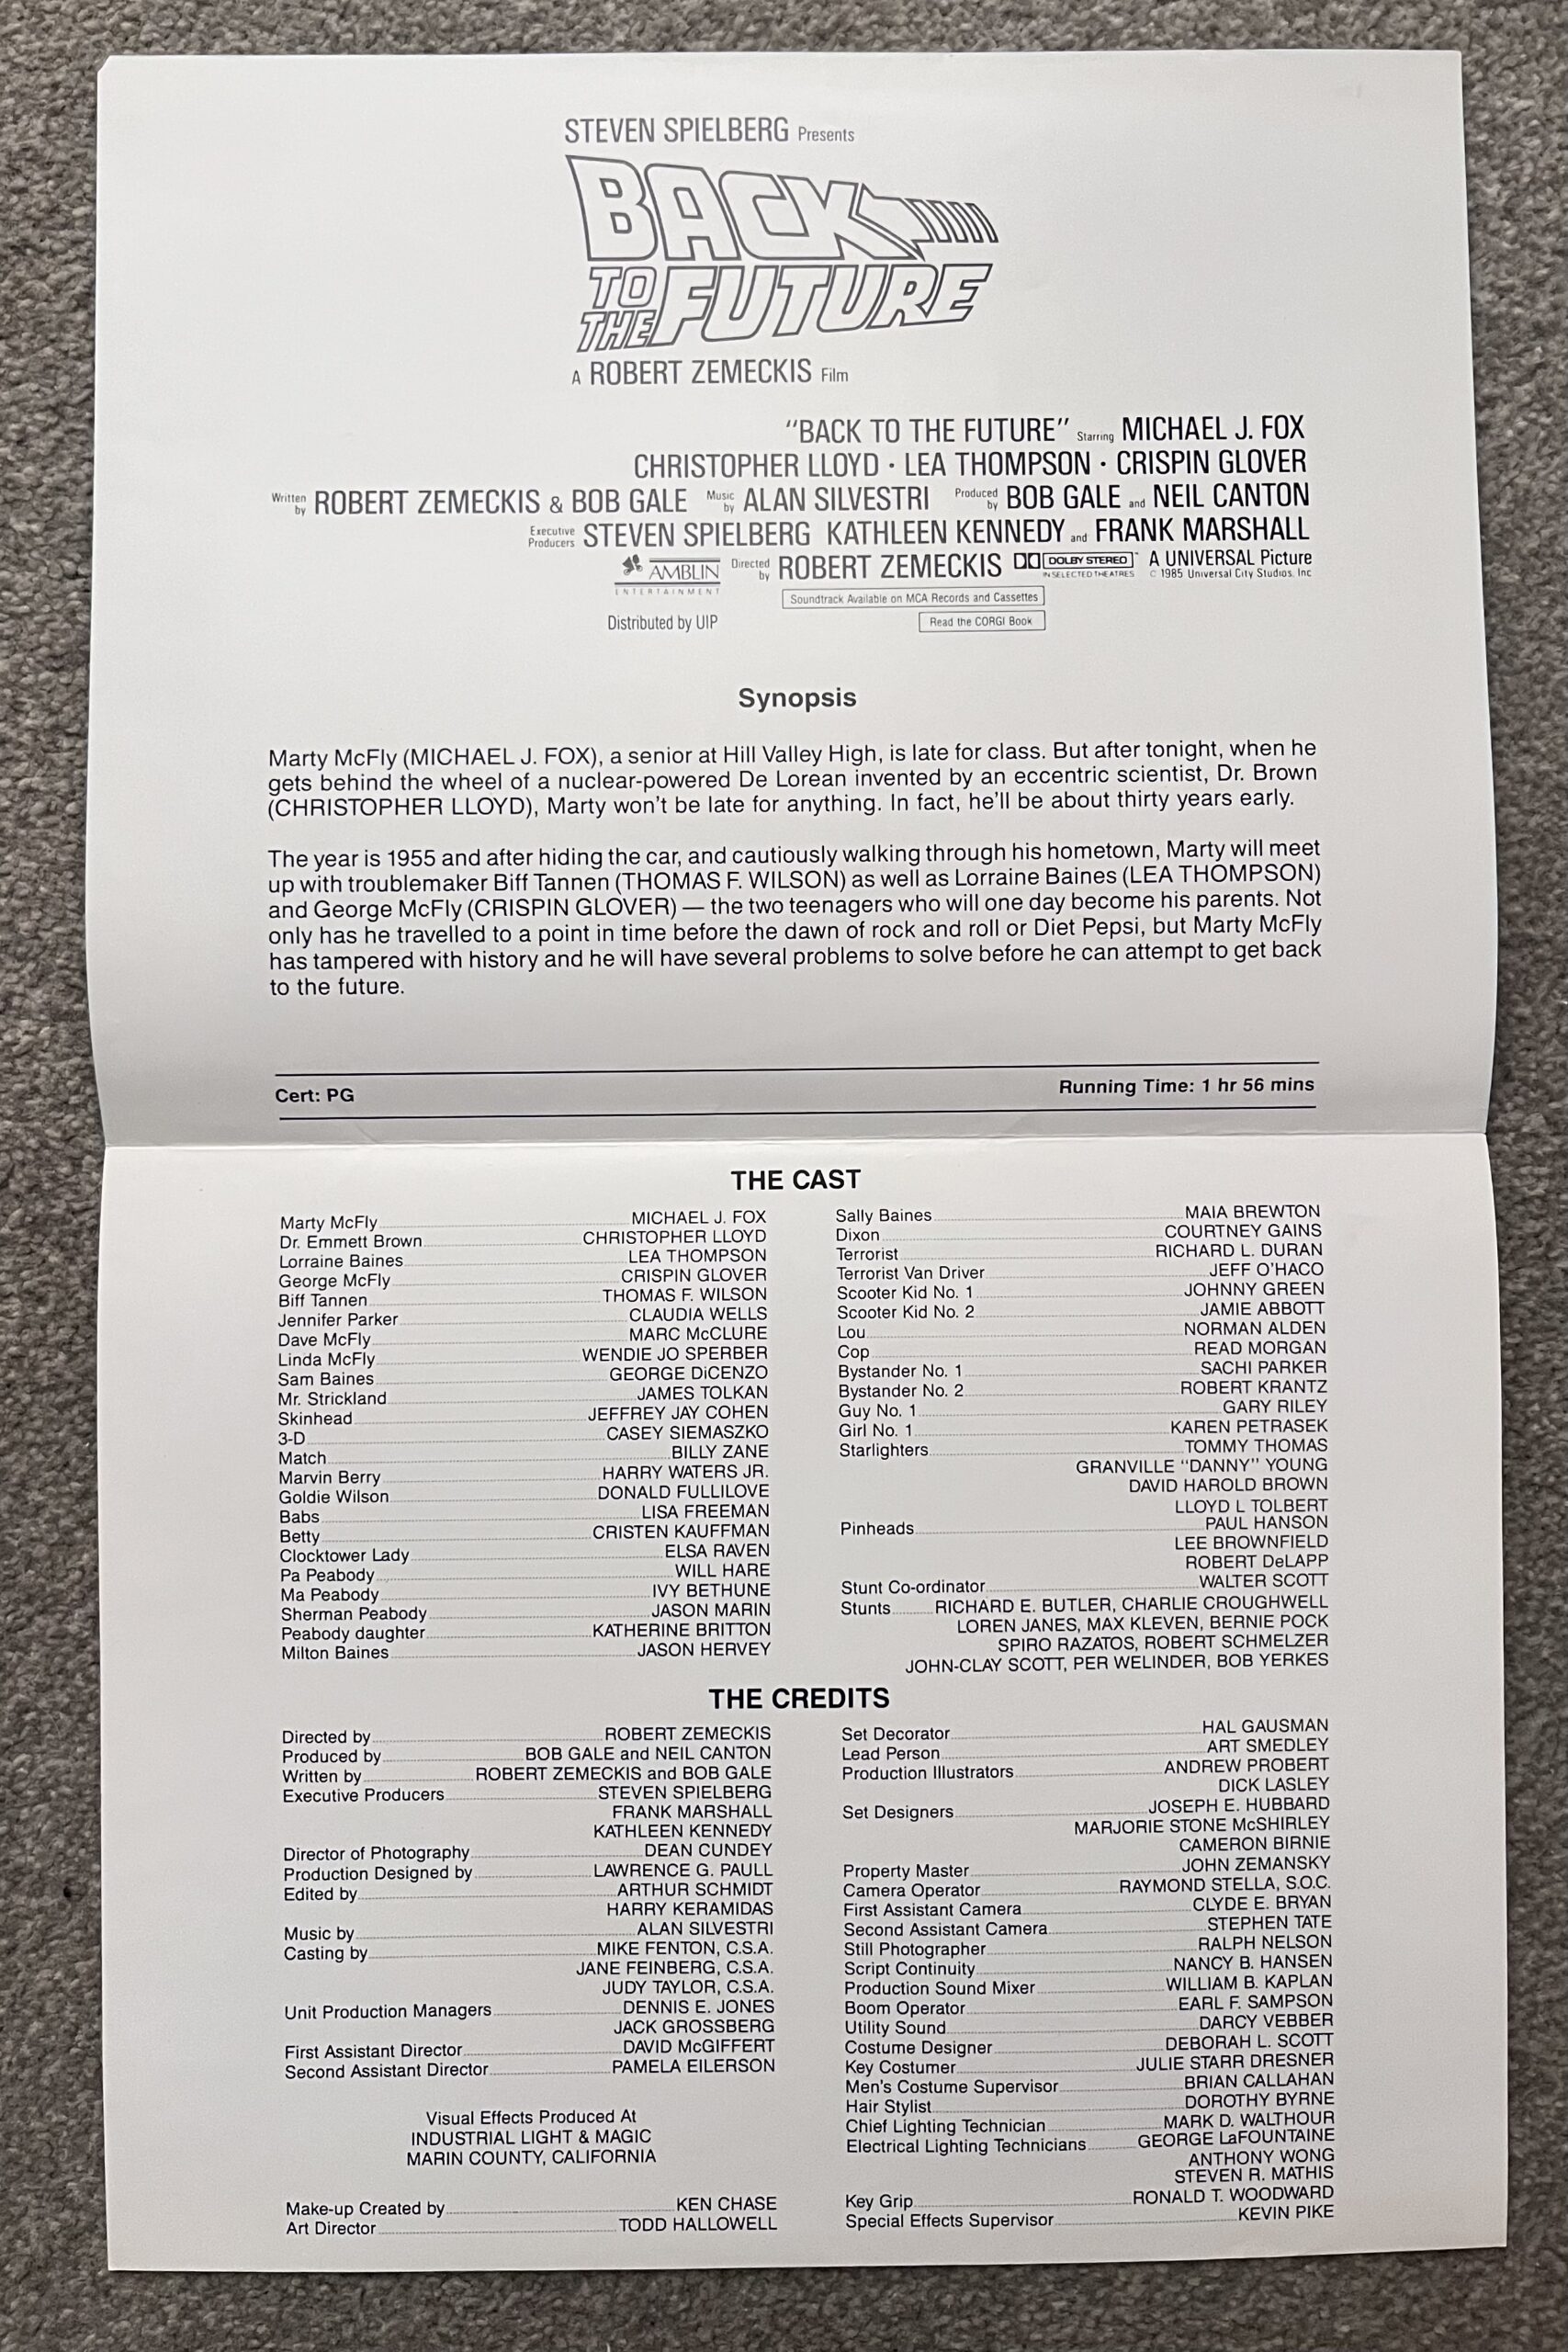 STEVEN SPIELBERG Presents
BACK
TO THE FUTURE
A ROBERT ZEMECKIS Film
"BACK TO THE FUTURE" Starring MICHAEL J. FOX
CHRISTOPHER LLOYD · LEA THOMPSON · CRISPIN GLOVER
Written by ROBERT ZEMECKIS & BOB GALE Music by ALAN SILVESTRI Produced by BOB GALE and NEIL CANTON
Executive Producers STEVEN SPIELBERG KATHLEEN KENNEDY and FRANK MARSHALL
AMBLIN ENTERTAINMENT Directed by ROBERT ZEMECKIS DOLBY STEREO IN SELECTED THEATRES A UNIVERSAL Picture
© 1985 Universal City Studios, Inc
Soundtrack Available on MCA Records and Cassettes
Distributed by UIP Read the CORGI Book
Synopsis
Marty McFly (MICHAEL J. FOX), a senior at Hill Valley High, is late for class. But after tonight, when he
gets behind the wheel of a nuclear-powered De Lorean invented by an eccentric scientist, Dr. Brown
(CHRISTOPHER LLOYD), Marty won't be late for anything. In fact, he'll be about thirty years early.
The year is 1955 and after hiding the car, and cautiously walking through his hometown, Marty will meet
up with troublemaker Biff Tannen (THOMAS F. WILSON) as well as Lorraine Baines (LEA THOMPSON)
and George McFly (CRISPIN GLOVER) — the two teenagers who will one day become his parents. Not
only has he travelled to a point in time before the dawn of rock and roll or Diet Pepsi, but Marty McFly
has tampered with history and he will have several problems to solve before he can attempt to get back
to the future.
Cert: PG Running Time: 1 hr 56 mins
THE CAST
Marty McFly MICHAEL J. FOX
Dr. Emmett Brown CHRISTOPHER LLOYD
Lorraine Baines LEA THOMPSON
George McFly CRISPIN GLOVER
Biff Tannen THOMAS F. WILSON
Jennifer Parker CLAUDIA WELLS
Dave McFly MARC McCLURE
Linda McFly WENDIE JO SPERBER
Sam Baines GEORGE DiCENZO
Mr. Strickland JAMES TOLKAN
Skinhead JEFFREY JAY COHEN
3-D CASEY SIEMASZKO
Match BILLY ZANE
Marvin Berry HARRY WATERS JR.
Goldie Wilson DONALD FULLILOVE
Babs LISA FREEMAN
Betty CRISTEN KAUFFMAN
Clocktower Lady ELSA RAVEN
Pa Peabody WILL HARE
Ma Peabody IVY BETHUNE
Sherman Peabody JASON MARIN
Peabody daughter KATHERINE BRITTON
Milton Baines JASON HERVEY
Sally Baines MAIA BREWTON
Dixon COURTNEY GAINS
Terrorist RICHARD L. DURAN
Terrorist Van Driver JEFF O'HACO
Scooter Kid No. 1 JOHNNY GREEN
Scooter Kid No. 2 JAMIE ABBOTT
Lou NORMAN ALDEN
Cop READ MORGAN
Bystander No. 1 SACHI PARKER
Bystander No. 2 ROBERT KRANTZ
Guy No. 1 GARY RILEY
Girl No. 1 KAREN PETRASEK
Starlighters TOMMY THOMAS
GRANVILLE "DANNY" YOUNG
DAVID HAROLD BROWN
LLOYD L TOLBERT
Pinheads PAUL HANSON
LEE BROWNFIELD
ROBERT DeLAPP
Stunt Co-ordinator WALTER SCOTT
Stunts RICHARD E. BUTLER, CHARLIE CROUGHWELL
LOREN JANES, MAX KLEVEN, BERNIE POCK
SPIRO RAZATOS, ROBERT SCHMELZER
JOHN-CLAY SCOTT, PER WELINDER, BOB YERKES
THE CREDITS
Directed by ROBERT ZEMECKIS
Produced by BOB GALE and NEIL CANTON
Written by ROBERT ZEMECKIS and BOB GALE
Executive Producers STEVEN SPIELBERG
FRANK MARSHALL
KATHLEEN KENNEDY
Director of Photography DEAN CUNDEY
Production Designed by LAWRENCE G. PAULL
Edited by ARTHUR SCHMIDT
HARRY KERAMIDAS
Music by ALAN SILVESTRI
Casting by MIKE FENTON, C.S.A.
JANE FEINBERG, C.S.A.
JUDY TAYLOR, C.S.A.
Unit Production Managers DENNIS E. JONES
JACK GROSSBERG
First Assistant Director DAVID McGIFFERT
Second Assistant Director PAMELA EILERSON
Visual Effects Produced At
INDUSTRIAL LIGHT & MAGIC
MARIN COUNTY, CALIFORNIA
Make-up Created by KEN CHASE
Art Director TODD HALLOWELL
Set Decorator HAL GAUSMAN
Lead Person ART SMEDLEY
Production Illustrators ANDREW PROBERT
DICK LASLEY
Set Designers JOSEPH E. HUBBARD
MARJORIE STONE McSHIRLEY
CAMERON BIRNIE
Property Master JOHN ZEMANSKY
Camera Operator RAYMOND STELLA, S.O.C.
First Assistant Camera CLYDE E. BRYAN
Second Assistant Camera STEPHEN TATE
Still Photographer RALPH NELSON
Script Continuity NANCY B. HANSEN
Production Sound Mixer WILLIAM B. KAPLAN
Boom Operator EARL F. SAMPSON
Utility Sound DARCY VEBBER
Costume Designer DEBORAH L. SCOTT
Key Costumer JULIE STARR DRESNER
Men's Costume Supervisor BRIAN CALLAHAN
Hair Stylist DOROTHY BYRNE
Chief Lighting Technician MARK D. WALTHOUR
Electrical Lighting Technicians GEORGE LaFOUNTAINE
ANTHONY WONG
STEVEN R. MATHIS
Key Grip RONALD T. WOODWARD
Special Effects Supervisor KEVIN PIKE